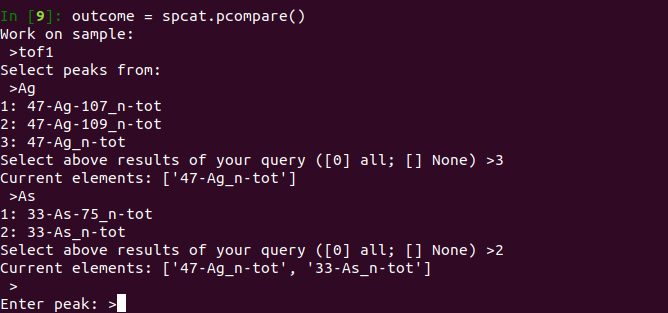 In [9]: outcome = spcat.pcompare()
Work on sample:
 >tof1
Select peaks from:
 >Ag
1: 47-Ag-107_n-tot
2: 47-Ag-109_n-tot
3: 47-Ag_n-tot
Select above results of your query ([0] all; [] None) >3
Current elements: ['47-Ag_n-tot']
 >As
1: 33-As-75_n-tot
2: 33-As_n-tot
Select above results of your query ([0] all; [] None) >2
Current elements: ['47-Ag_n-tot', '33-As_n-tot']
 >
Enter peak: >